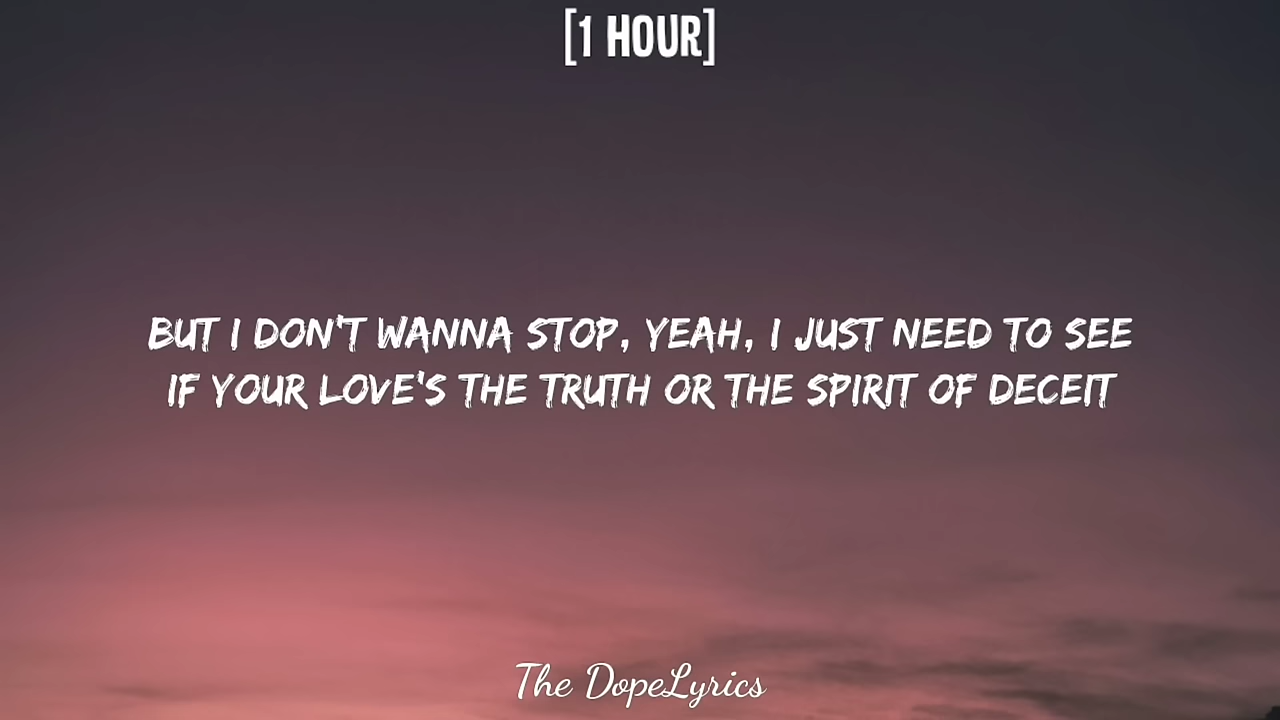 [1 HOUR]
BUT I DON'T WANNA STOP, YEAH, I JUST NEED TO SEE
IF YOUR LOVE'S THE TRUTH OR THE SPIRIT OF DECEIT
The DopeLyrics